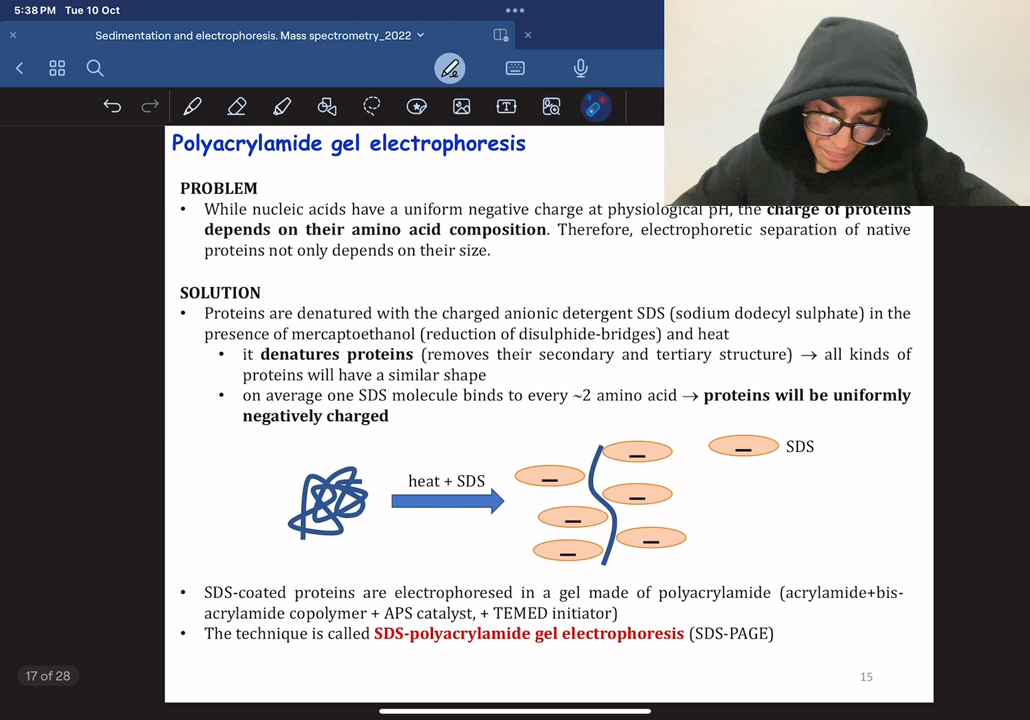 5:38 PM Tue 10 Oct
Sedimentation and electrophoresis. Mass spectrometry_2022
Polyacrylamide gel electrophoresis
PROBLEM
• While nucleic acids have a uniform negative charge at physiological pH, the charge of proteins
depends on their amino acid composition. Therefore, electrophoretic separation of native
proteins not only depends on their size.
SOLUTION
• Proteins are denatured with the charged anionic detergent SDS (sodium dodecyl sulphate) in the
presence of mercaptoethanol (reduction of disulphide-bridges) and heat
• it denatures proteins (removes their secondary and tertiary structure) → all kinds of
proteins will have a similar shape
• on average one SDS molecule binds to every ~2 amino acid → proteins will be uniformly
negatively charged
heat + SDS
SDS
• SDS-coated proteins are electrophoresed in a gel made of polyacrylamide (acrylamide+bis-
acrylamide copolymer + APS catalyst, + TEMED initiator)
• The technique is called SDS-polyacrylamide gel electrophoresis (SDS-PAGE)
17 of 28
15